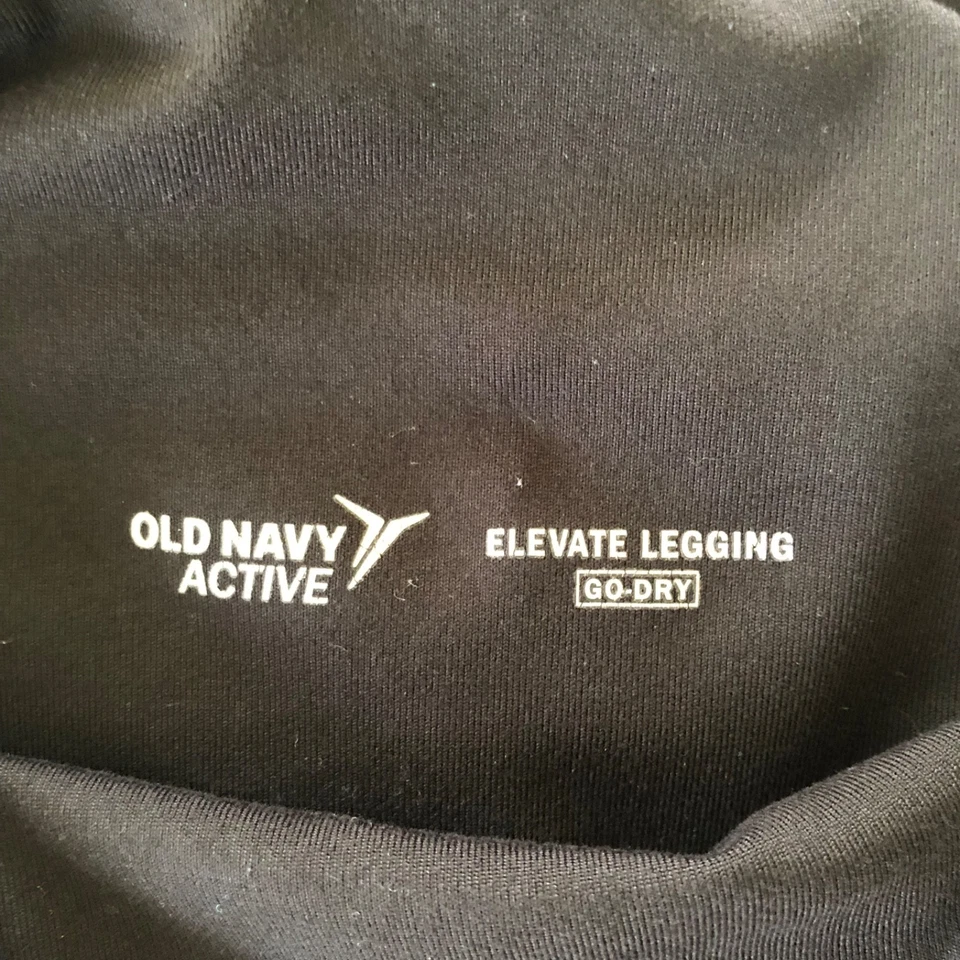 OLD NAVY
ACTIVE
ELEVATE LEGGING
GO-DRY